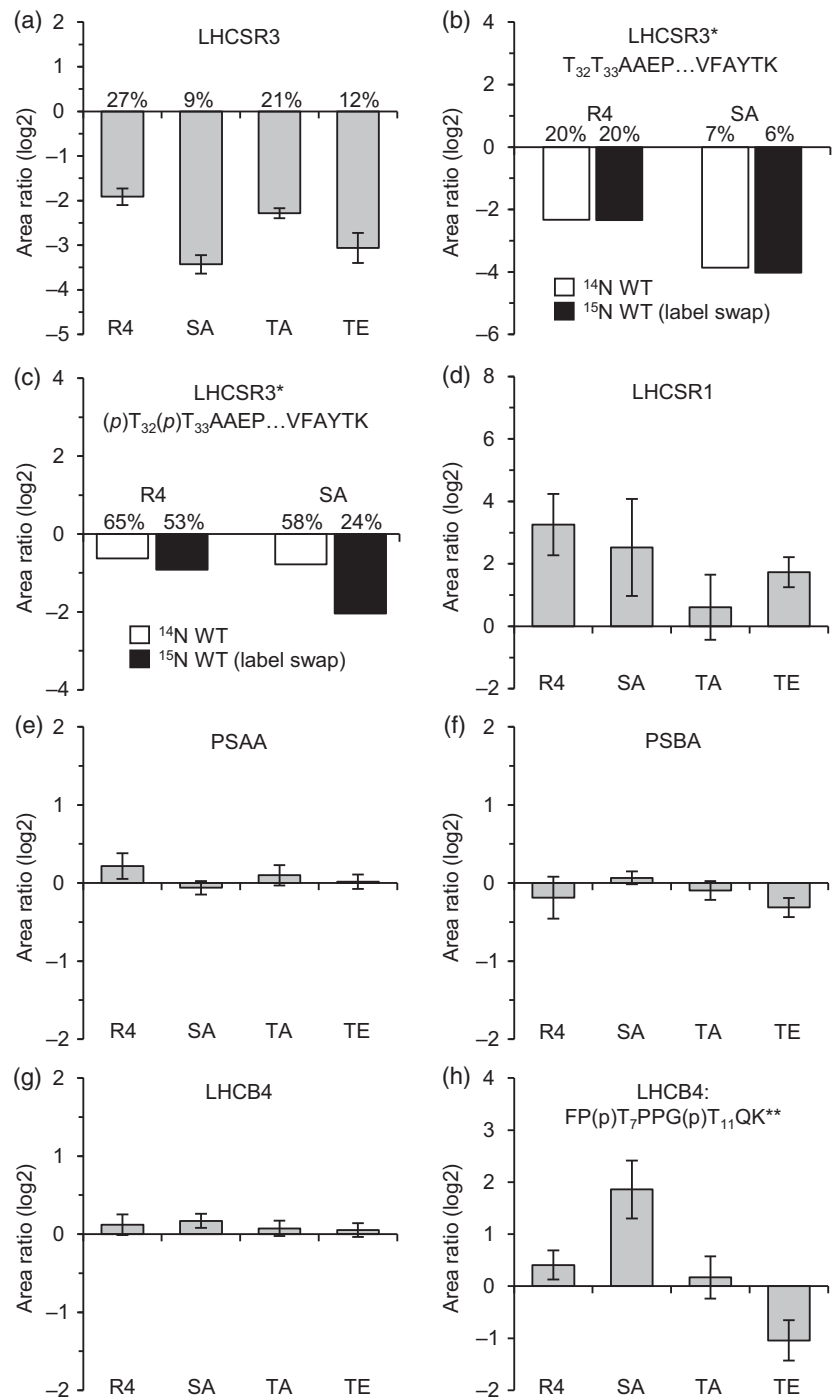 (a)
LHCSR3
Area ratio (log2)
2
1
0
–1
–2
–3
–4
–5
27%
9%
21%
12%
R4
SA
TA
TE
(b)
LHCSR3*
T32T33AAEP...VFAYTK
Area ratio (log2)
4
2
0
–2
–4
–6
R4
SA
20%
20%
7%
6%
14N WT
15N WT (label swap)
(c)
LHCSR3*
(p)T32(p)T33AAEP...VFAYTK
Area ratio (log2)
4
2
0
–2
–4
R4
SA
65%
53%
58%
24%
14N WT
15N WT (label swap)
(d)
LHCSR1
Area ratio (log2)
8
6
4
2
0
–2
R4
SA
TA
TE
(e)
PSAA
Area ratio (log2)
2
1
0
–1
–2
R4
SA
TA
TE
(f)
PSBA
Area ratio (log2)
2
1
0
–1
–2
R4
SA
TA
TE
(g)
LHCB4
Area ratio (log2)
2
1
0
–1
–2
R4
SA
TA
TE
(h)
LHCB4:
FP(p)T7PPG(p)T11QK**
Area ratio (log2)
4
3
2
1
0
–1
–2
R4
SA
TA
TE